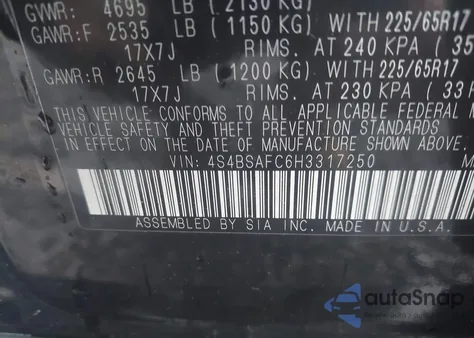 GVWR: 4695 LB (2130 KG)
GAWR:F 2535 LB (1150 KG) WITH 225/65R17
17X7J RIMS. AT 240 KPA (35
GAWR:R 2645 LB (1200 KG) WITH 225/65R17
17X7J RIMS. AT 230 KPA (33
THIS VEHICLE CONFORMS TO ALL APPLICABLE FEDERAL
VEHICLE SAFETY AND THEFT PREVENTION STANDARDS
IN EFFECT ON THE DATE OF MANUFACTURE SHOWN ABOVE.
VIN: 4S4BSAFC6H3317250
BY SIA INC. MADE IN U.S.A.
autoSnap